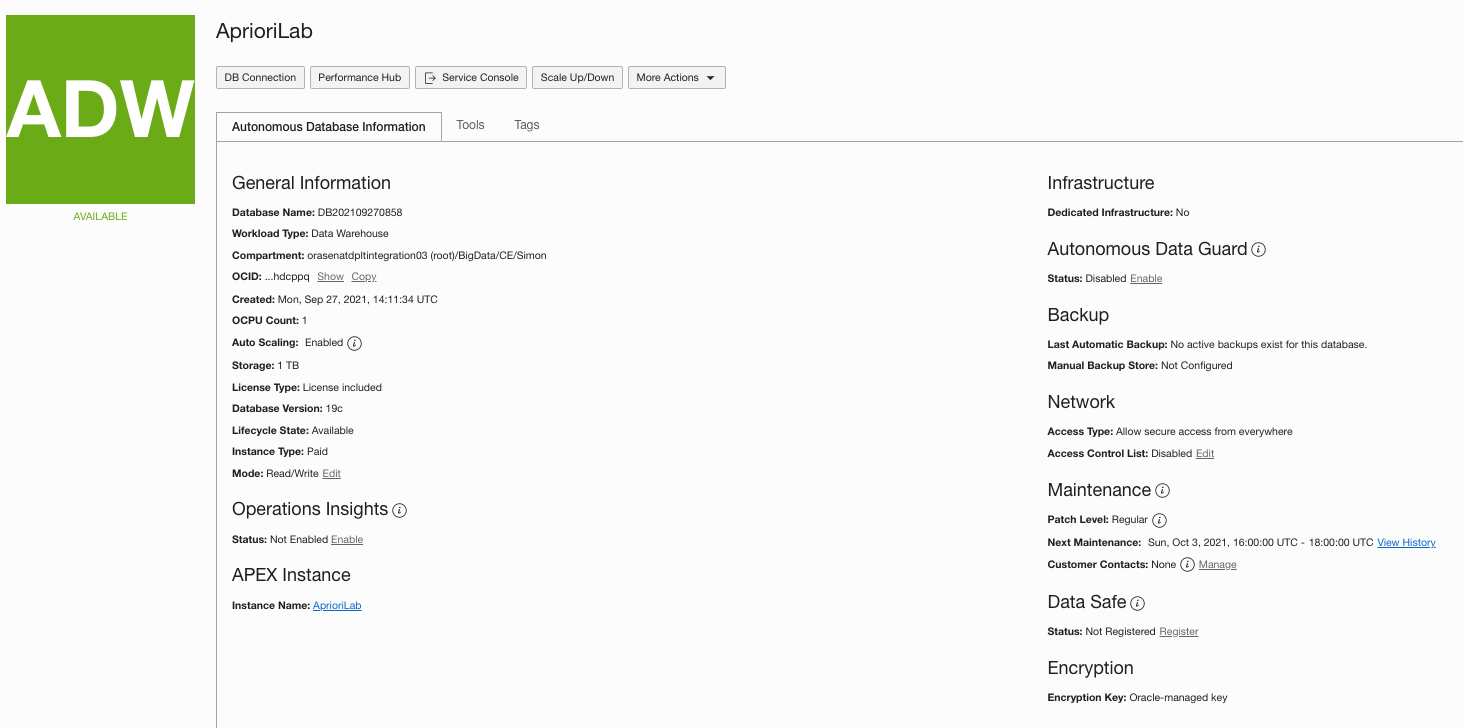 ADW
AVAILABLE
AprioriLab
DB Connection
Performance Hub
Service Console
Scale Up/Down
More Actions
Autonomous Database Information
Tools
Tags
General Information
Database Name: DB202109270858
Workload Type: Data Warehouse
Compartment: orasenatdpltintegration03 (root)/BigData/CE/Simon
OCID: ...hdcppq Show Copy
Created: Mon, Sep 27, 2021, 14:11:34 UTC
OCPU Count: 1
Auto Scaling: Enabled i
Storage: 1 TB
License Type: License included
Database Version: 19c
Lifecycle State: Available
Instance Type: Paid
Mode: Read/Write Edit
Operations Insights i
Status: Not Enabled Enable
APEX Instance
Instance Name: AprioriLab
Infrastructure
Dedicated Infrastructure: No
Autonomous Data Guard i
Status: Disabled Enable
Backup
Last Automatic Backup: No active backups exist for this database.
Manual Backup Store: Not Configured
Network
Access Type: Allow secure access from everywhere
Access Control List: Disabled Edit
Maintenance i
Patch Level: Regular i
Next Maintenance: Sun, Oct 3, 2021, 16:00:00 UTC - 18:00:00 UTC View History
Customer Contacts: None i Manage
Data Safe i
Status: Not Registered Register
Encryption
Encryption Key: Oracle-managed key